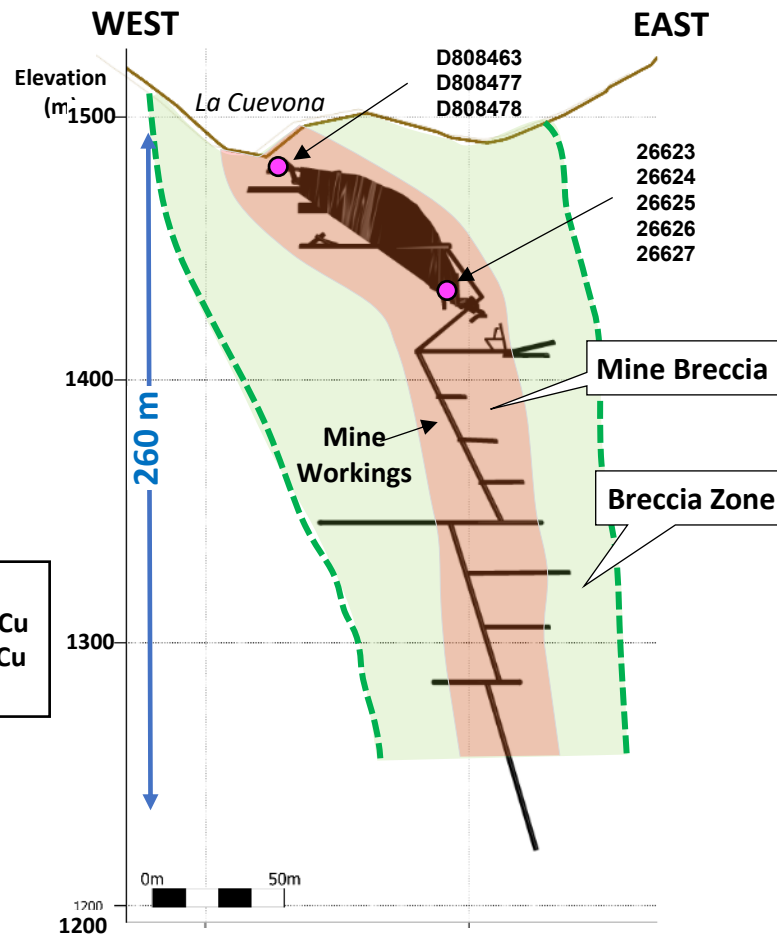 WEST
EAST
Elevation
(m
1500
La Cuevona
D808463
D808477
D808478
26623
26624
26625
26626
26627
1400
260 m
Mine Breccia
Mine
Workings
Breccia Zone
Cu
Cu
1300
0m
50m
1200
1200